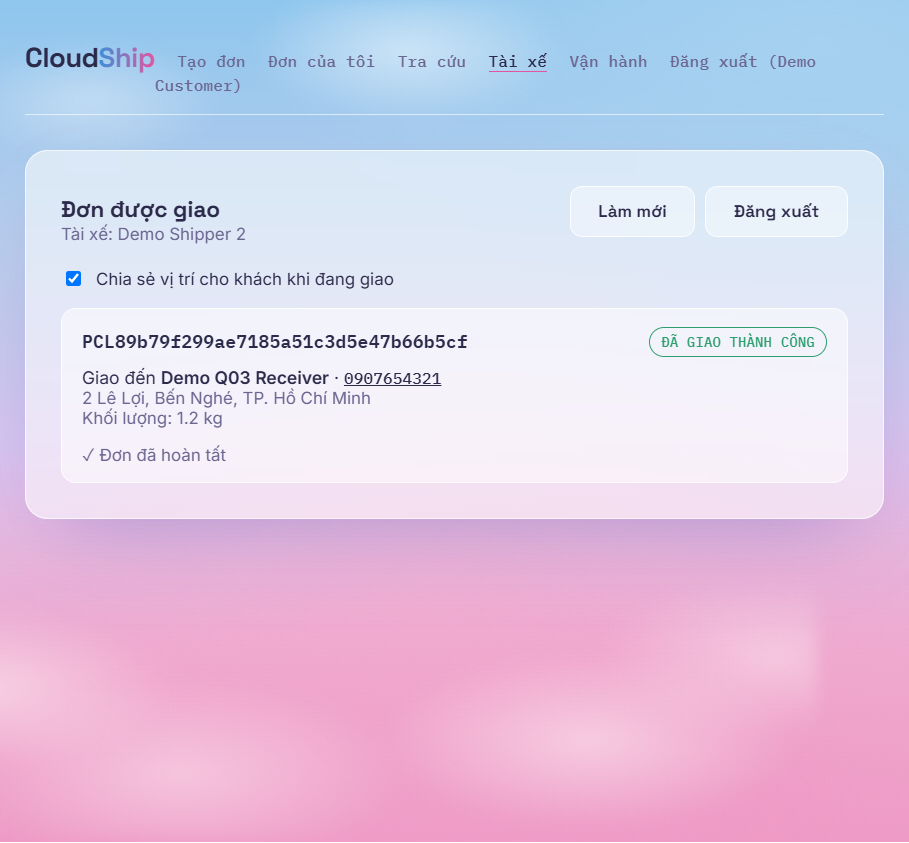 CloudShip Tạo đơn Đơn của tôi Tra cứu Tài xế Vận hành Đăng xuất (Demo
Customer)
Đơn được giao
Tài xế: Demo Shipper 2
Làm mới
Đăng xuất
Chia sẻ vị trí cho khách khi đang giao
PCL89b79f299ae7185a51c3d5e47b66b5cf
ĐÃ GIAO THÀNH CÔNG
Giao đến Demo Q03 Receiver · 0907654321
2 Lê Lợi, Bến Nghé, TP. Hồ Chí Minh
Khối lượng: 1.2 kg
✓ Đơn đã hoàn tất